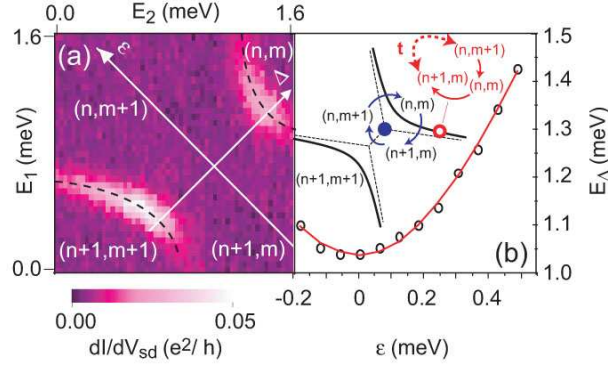 0.0 E₂ (meV) 1.6
1.6
(a)
ε
(n,m)
Δ
(n,m+1)
E₁ (meV)
(n+1,m+1)
(n+1,m)
0.0
0.00 0.05
dI/dVsd (e²/ h)
t
(n,m+1)
(n+1,m)
(n,m)
(n,m+1)
(n,m)
(n+1,m)
(n+1,m+1)
(b)
1.5
1.4
1.3
1.2
1.1
1.0
EΔ (meV)
-0.2 0 0.2 0.4
ε (meV)